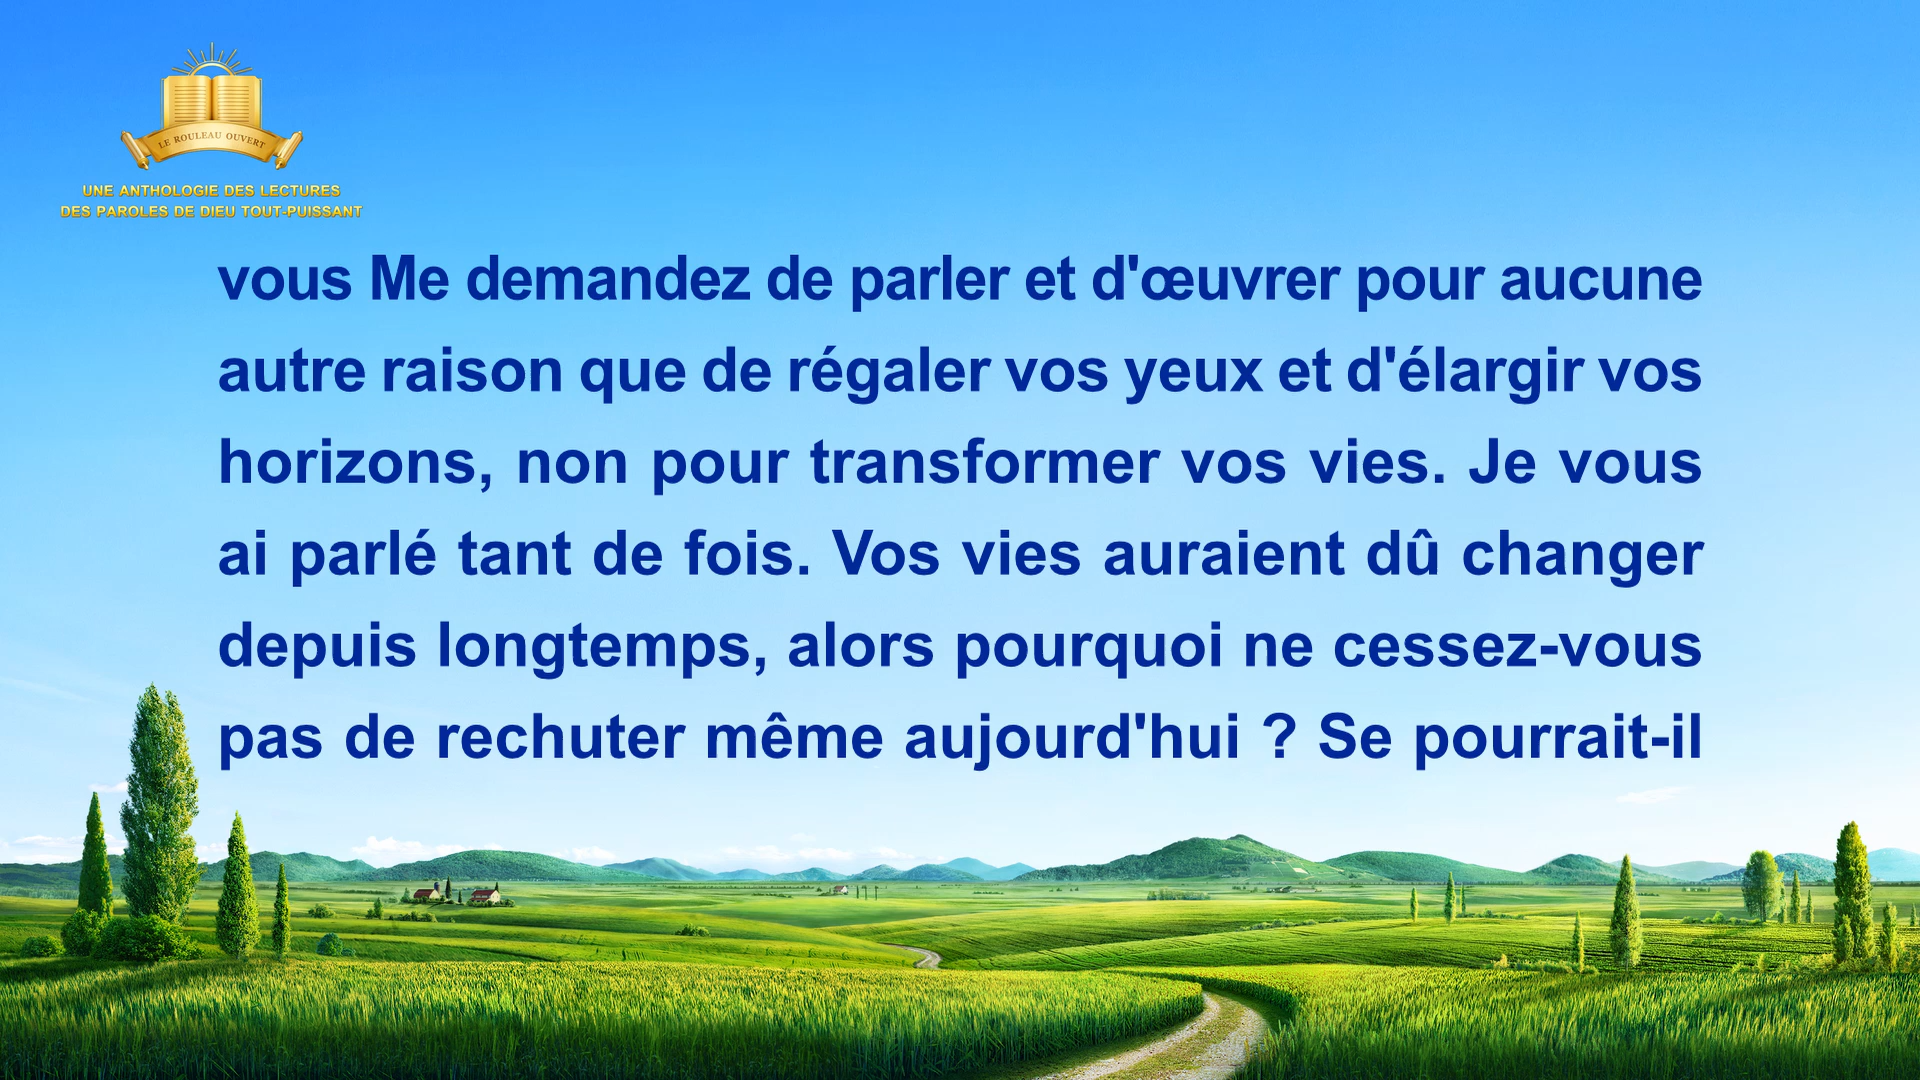 LE ROULEAU OUVERT
UNE ANTHOLOGIE DES LECTURES
DES PAROLES DE DIEU TOUT-PUISSANT
vous Me demandez de parler et d'œuvrer pour aucune
autre raison que de régaler vos yeux et d'élargir vos
horizons, non pour transformer vos vies. Je vous
ai parlé tant de fois. Vos vies auraient dû changer
depuis longtemps, alors pourquoi ne cessez-vous
pas de rechuter même aujourd'hui ? Se pourrait-il